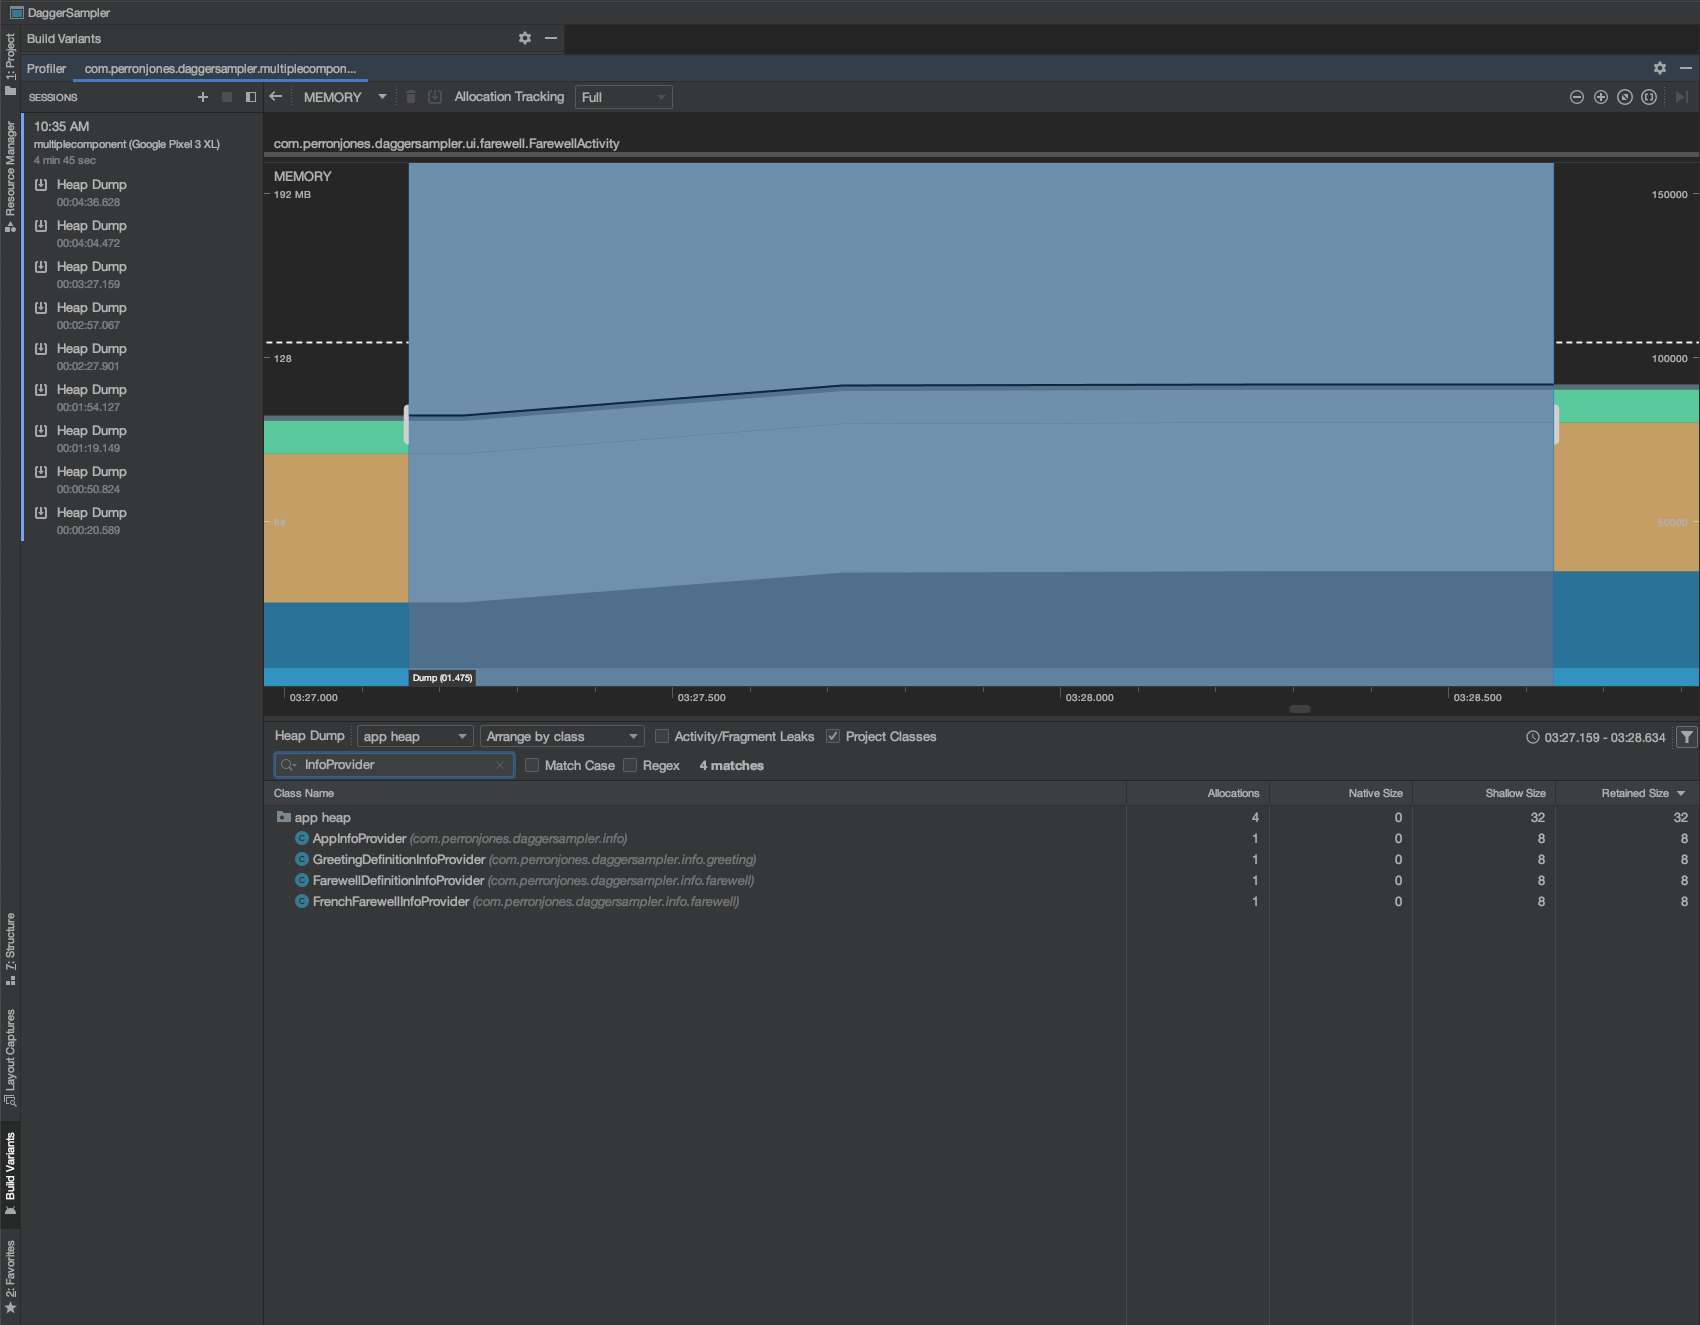 DaggerSampler
Build Variants
Profiler com.perronjones.daggersampler.multiplecompon...
SESSIONS
MEMORY Allocation Tracking Full
1: Project
Resource Manager
7: Structure
Layout Captures
Build Variants
2: Favorites
10:35 AM
multiplecomponent (Google Pixel 3 XL)
4 min 45 sec
Heap Dump
00:04:36.628
Heap Dump
00:04:04.472
Heap Dump
00:03:27.159
Heap Dump
00:02:57.067
Heap Dump
00:02:27.901
Heap Dump
00:01:54.127
Heap Dump
00:01:19.149
Heap Dump
00:00:50.824
Heap Dump
00:00:20.589
com.perronjones.daggersampler.ui.farewell.FarewellActivity
MEMORY
192 MB 150000
128 100000
64 50000
Dump (01.475)
03:27.000 03:27.500 03:28.000 03:28.500
Heap Dump app heap Arrange by class Activity/Fragment Leaks Project Classes 03:27.159 - 03:28.634
InfoProvider Match Case Regex 4 matches
Class Name Allocations Native Size Shallow Size Retained Size
app heap 4 0 32 32
AppInfoProvider (com.perronjones.daggersampler.info) 1 0 8 8
GreetingDefinitionInfoProvider (com.perronjones.daggersampler.info.greeting) 1 0 8 8
FarewellDefinitionInfoProvider (com.perronjones.daggersampler.info.farewell) 1 0 8 8
FrenchFarewellInfoProvider (com.perronjones.daggersampler.info.farewell) 1 0 8 8